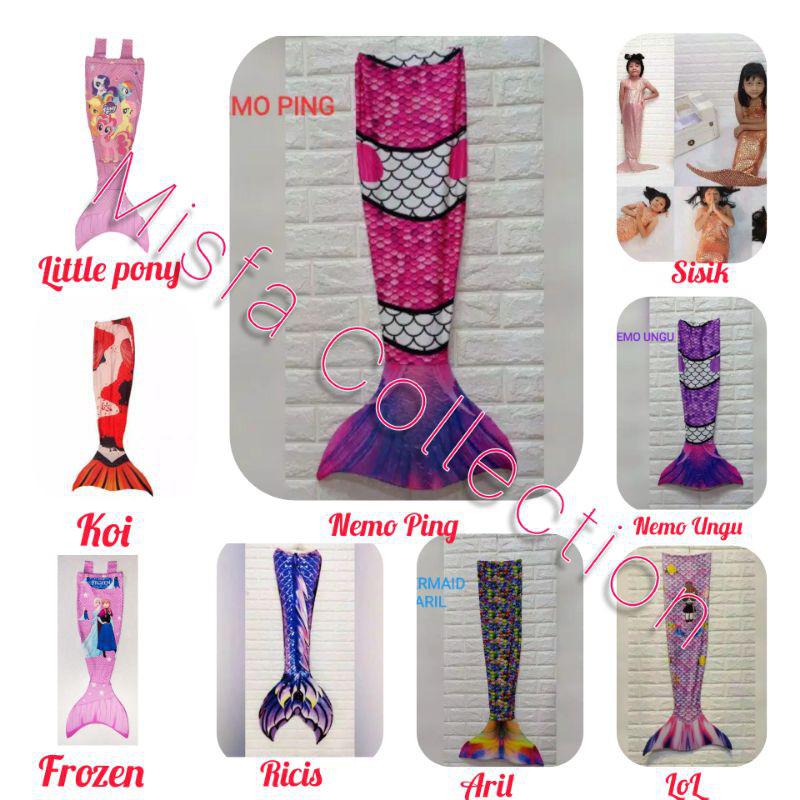 MO PING
Little pony
Sisik
EMO UNGU
Misfa Collection
Koi
Nemo Ping
Nemo Ungu
FROZEN
ERMAID
ARIL
Frozen
Ricis
Aril
LoL